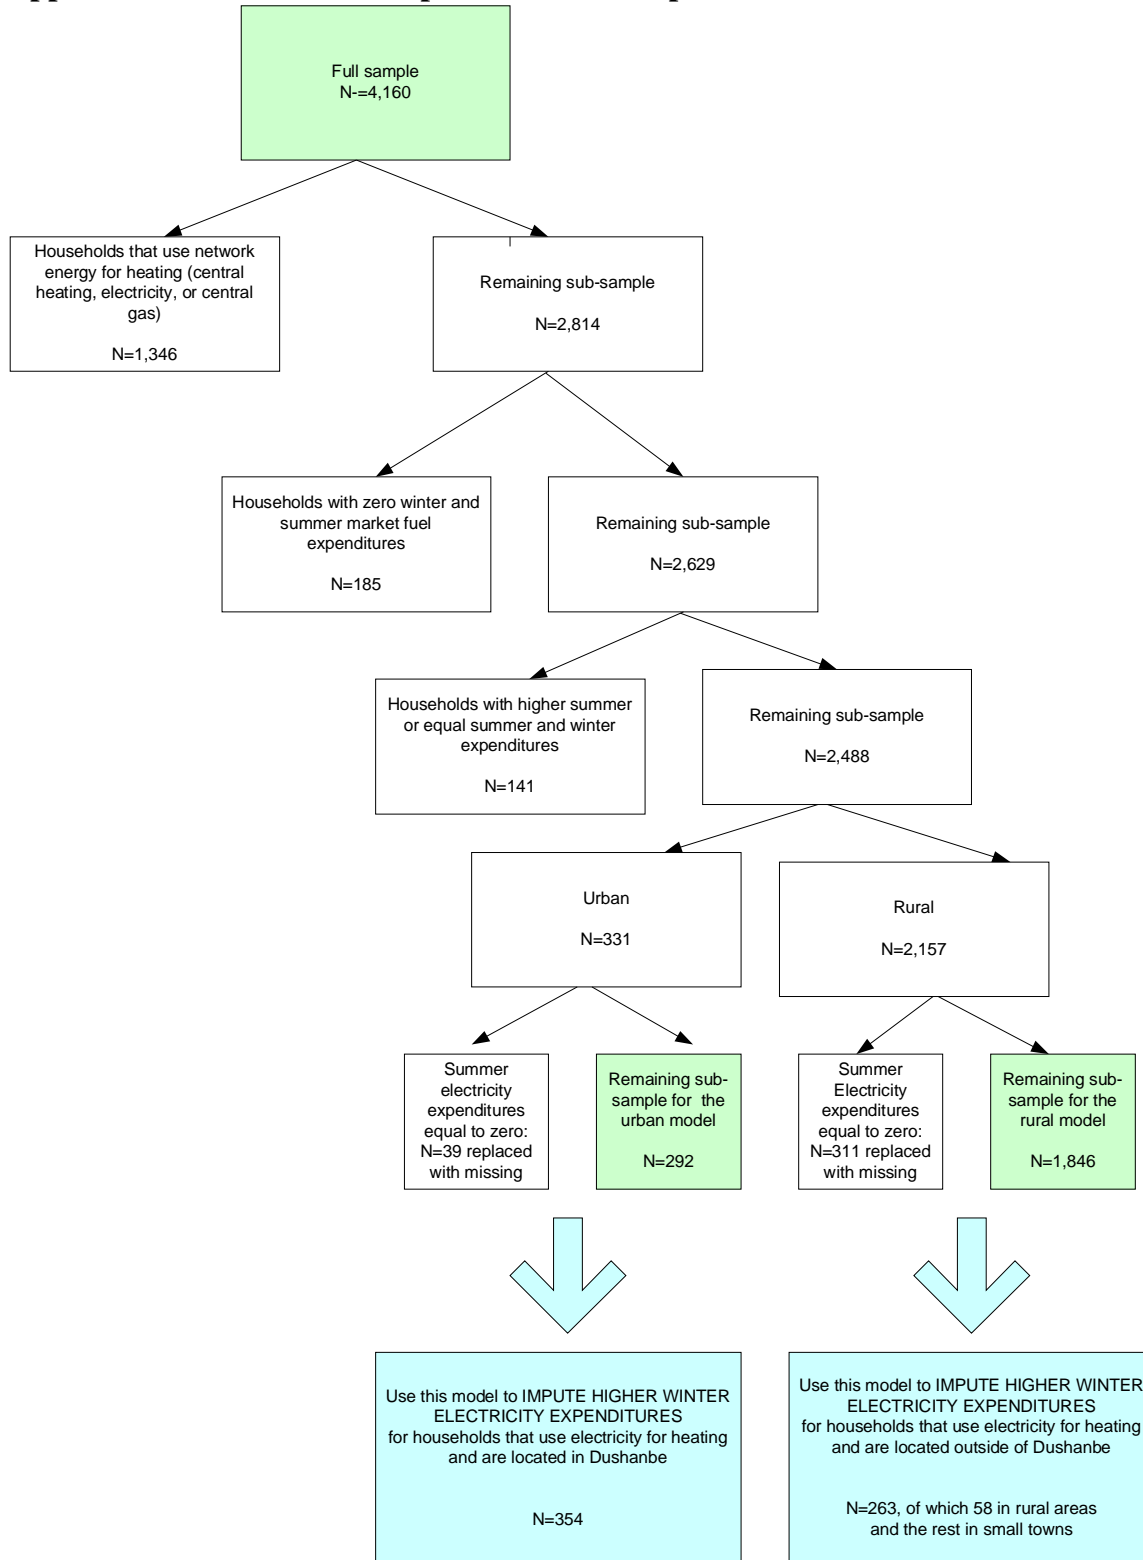 Full sample
N-=4,160
Households that use network
energy for heating (central
heating, electricity, or central
gas)
N=1,346
Remaining sub-sample
N=2,814
Households with zero winter and
summer market fuel
expenditures
N=185
Remaining sub-sample
N=2,629
Households with higher summer
or equal summer and winter
expenditures
N=141
Remaining sub-sample
N=2,488
Urban
N=331
Rural
N=2,157
Summer
electricity
expenditures
equal to zero:
N=39 replaced
with missing
Remaining sub-
sample for the
urban model
N=292
Summer
Electricity
expenditures
equal to zero:
N=311 replaced
with missing
Remaining sub-
sample for the
rural model
N=1,846
Use this model to IMPUTE HIGHER WINTER
ELECTRICITY EXPENDITURES
for households that use electricity for heating
and are located in Dushanbe
N=354
Use this model to IMPUTE HIGHER WINTER
ELECTRICITY EXPENDITURES
for households that use electricity for heating
and are located outside of Dushanbe
N=263, of which 58 in rural areas
and the rest in small towns